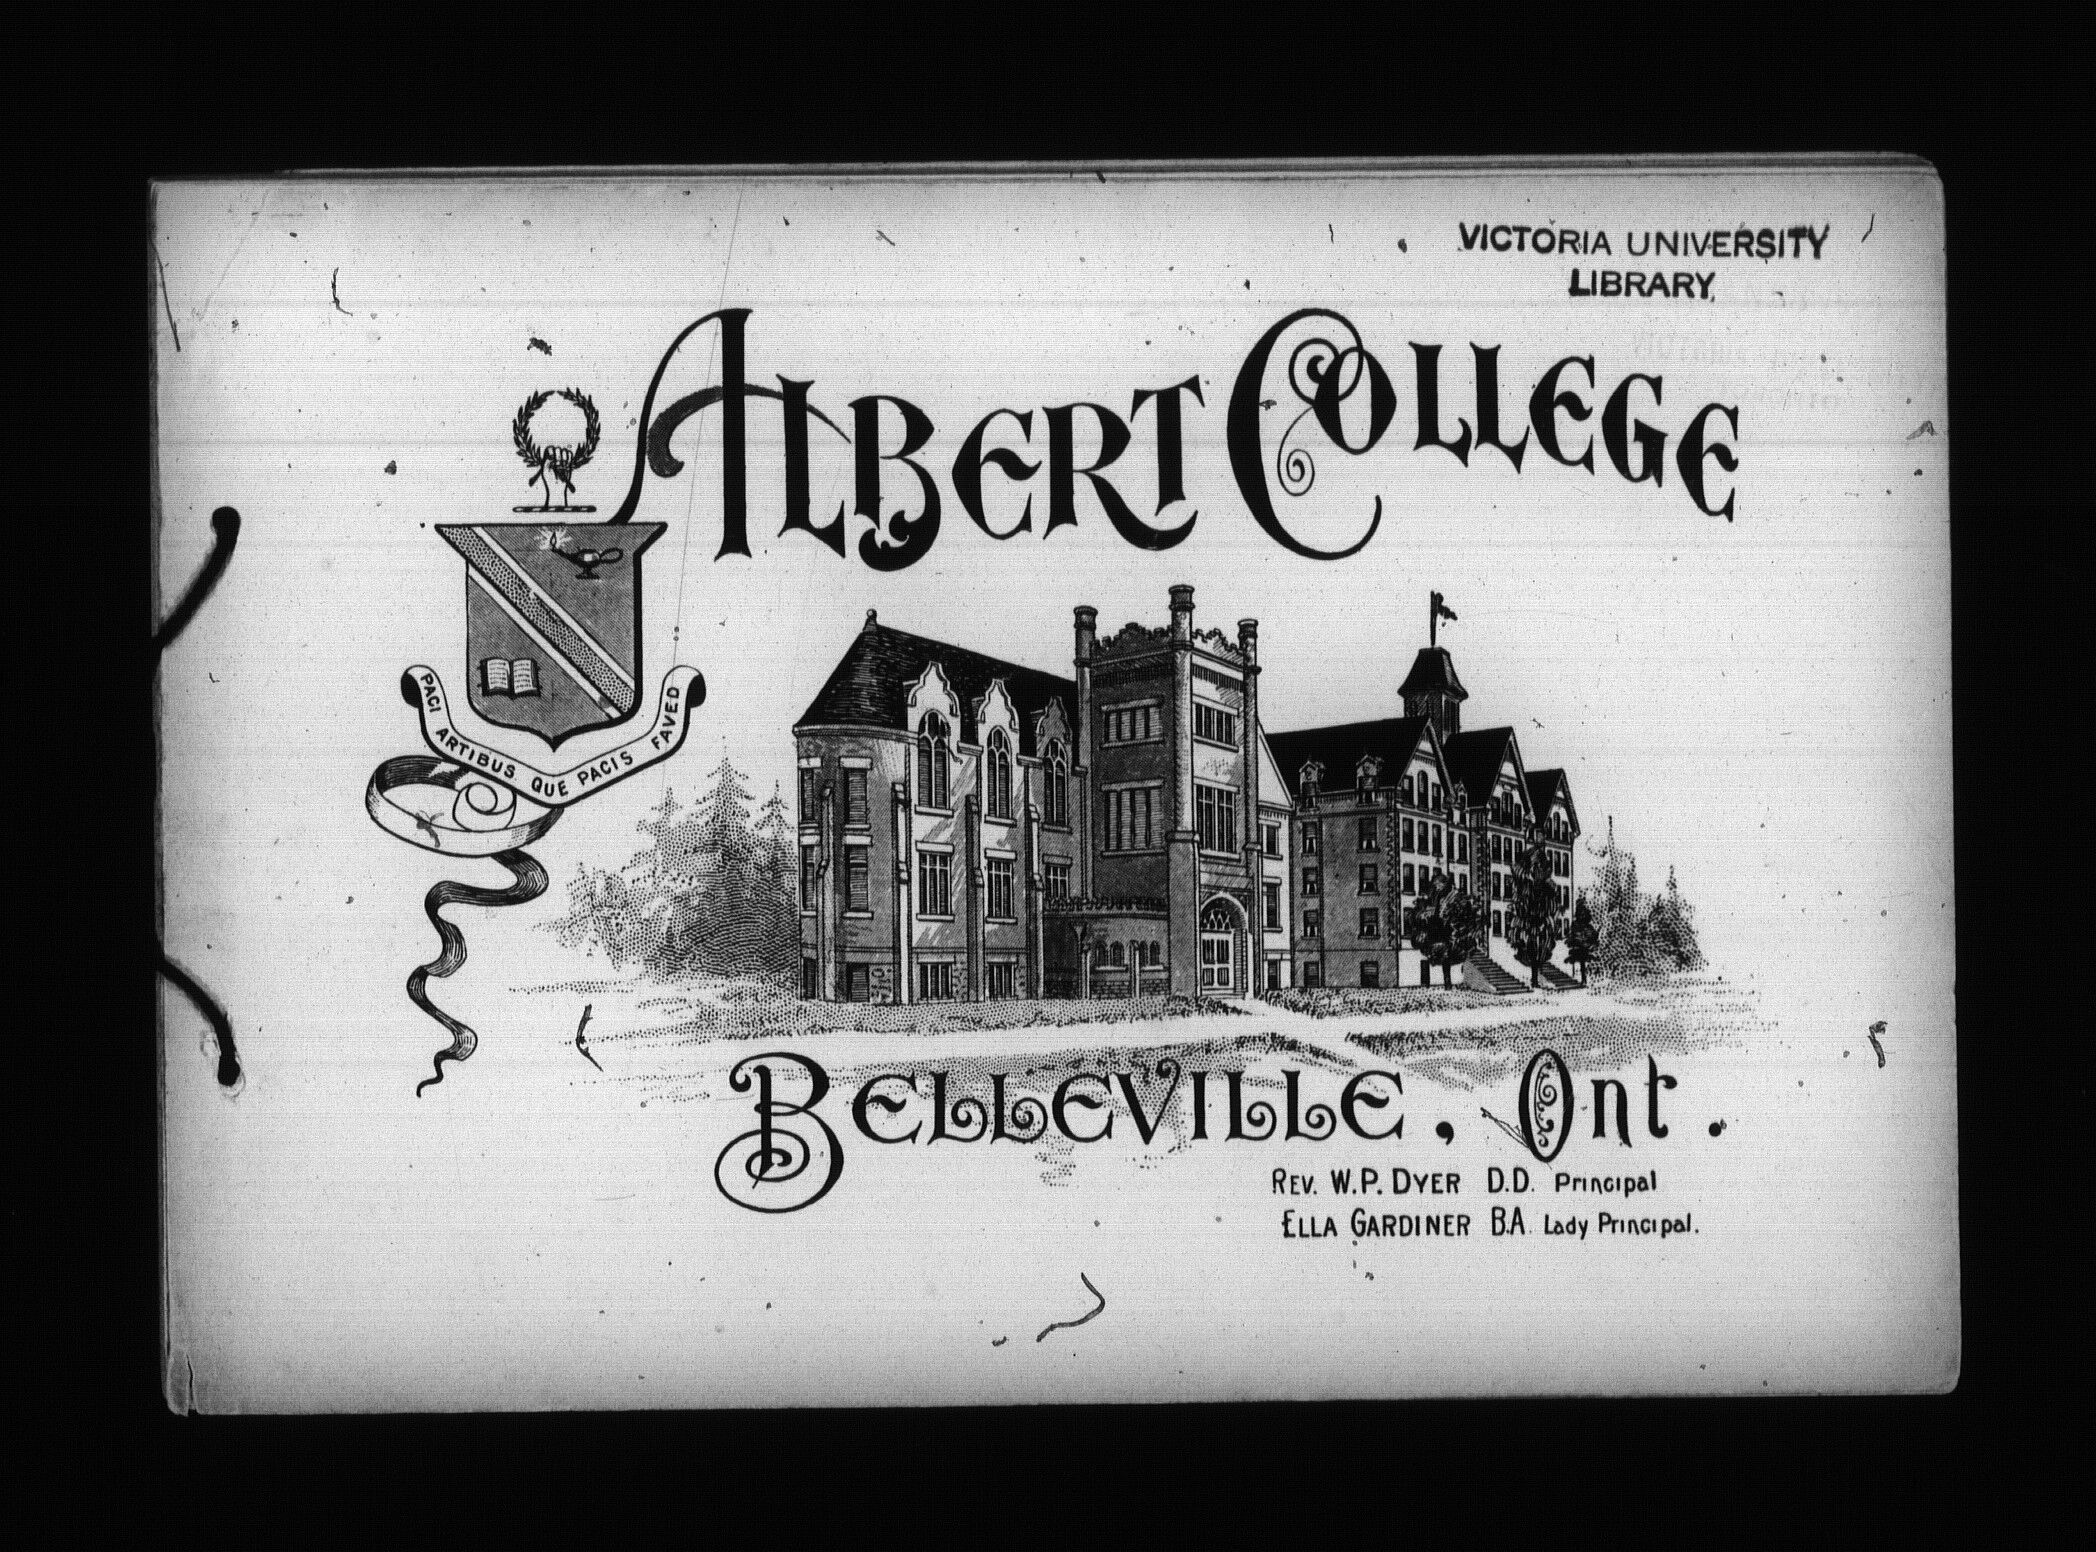 VICTORIA UNIVERSITY
LIBRARY
ALBERT COLLEGE
PACI ARTIBUS QUE PACIS FAVED
BELLEVILLE, Ont.
REV. W.P. DYER D.D. Principal
ELLA GARDINER B.A. Lady Principal.